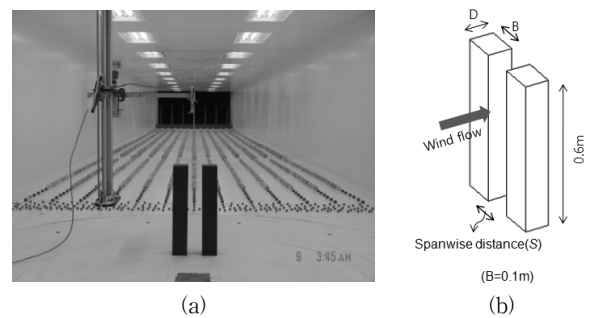 9 3:45 AM
D
B
Wind flow
0.6m
Spanwise distance(S)
(B=0.1m)
(a)
(b)